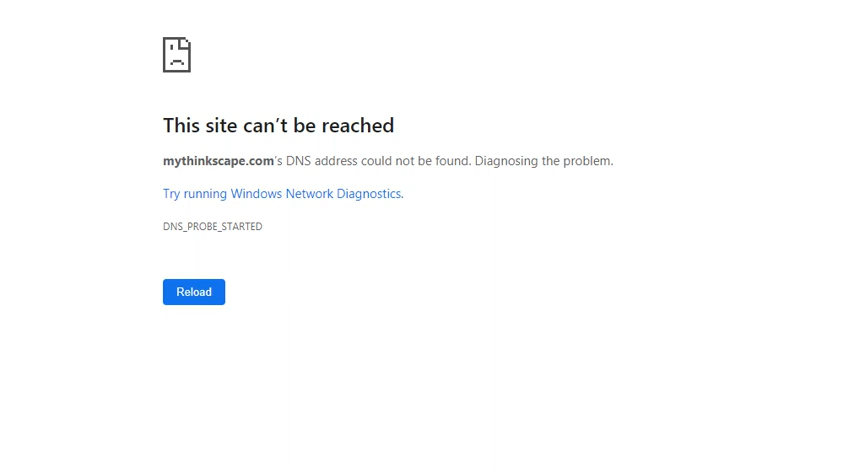 This site can’t be reached
mythinkscape.com’s DNS address could not be found. Diagnosing the problem.
Try running Windows Network Diagnostics.
DNS_PROBE_STARTED
Reload